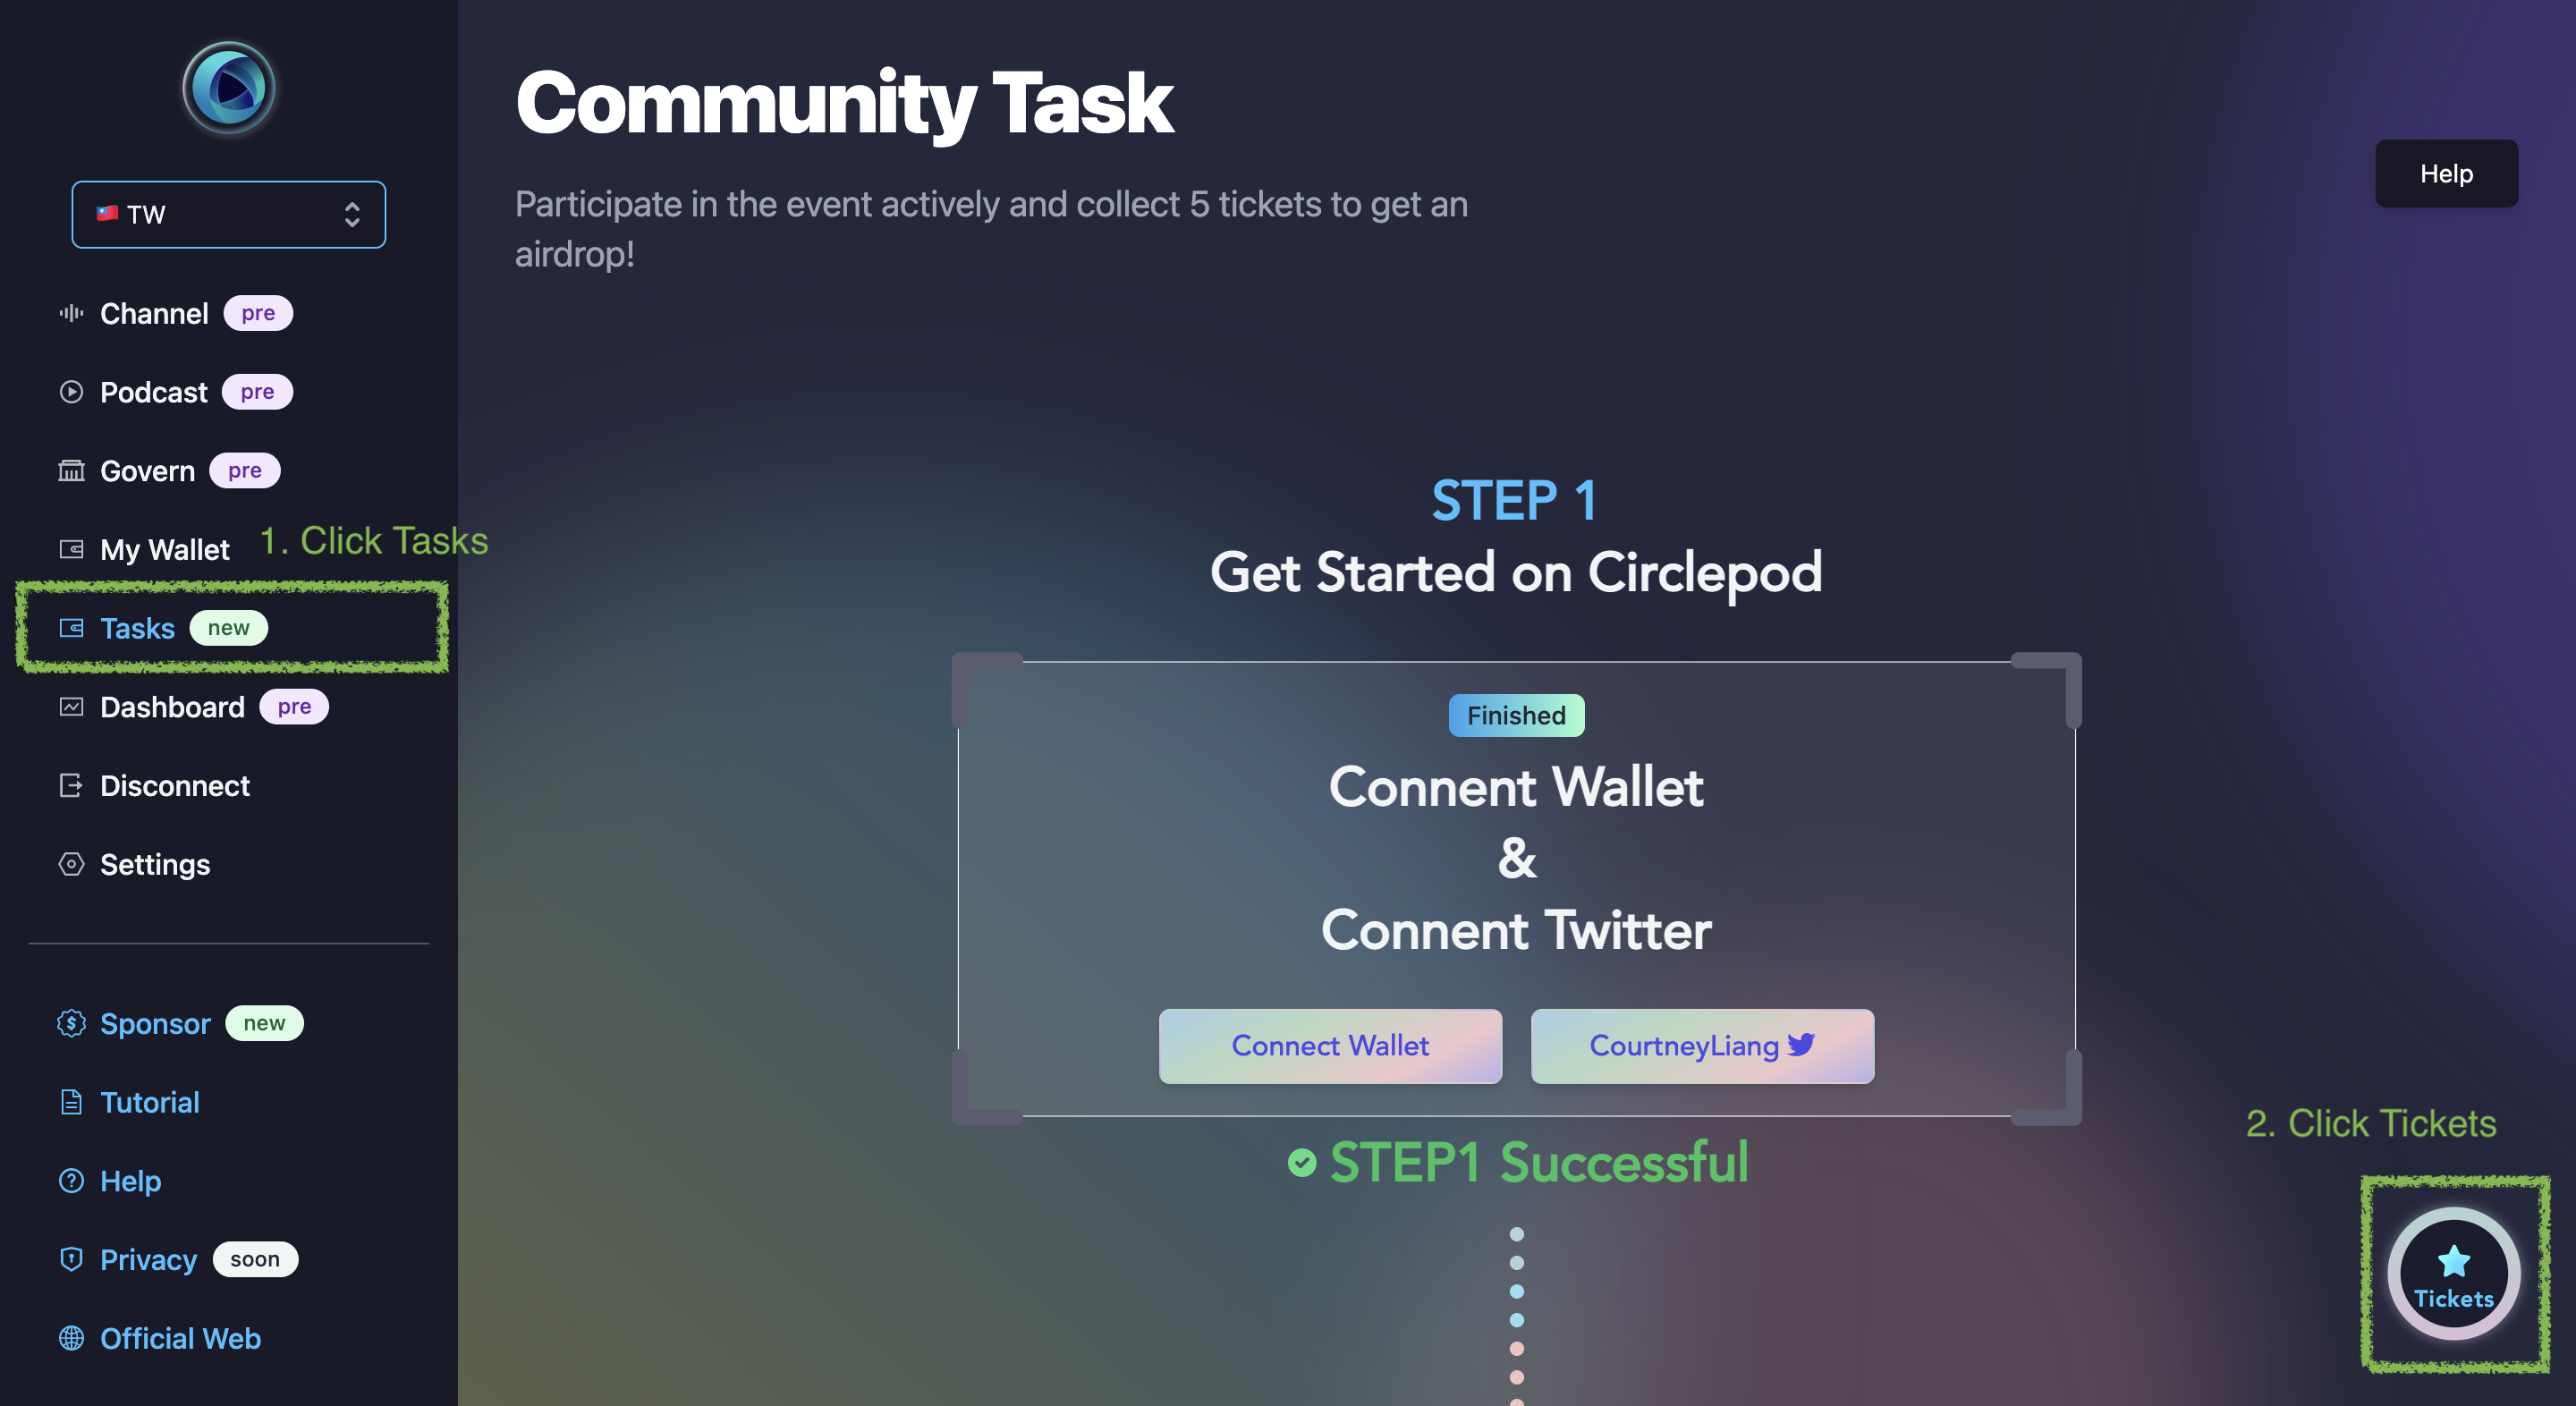 TW
Channel pre
Podcast pre
Govern pre
My Wallet
1. Click Tasks
Tasks new
Dashboard pre
Disconnect
Settings
Sponsor new
Tutorial
Help
Privacy soon
Official Web
Community Task
Participate in the event actively and collect 5 tickets to get an
airdrop!
Help
STEP 1
Get Started on Circlepod
Finished
Connent Wallet
&
Connent Twitter
Connect Wallet
CourtneyLiang
STEP1 Successful
2. Click Tickets
Tickets